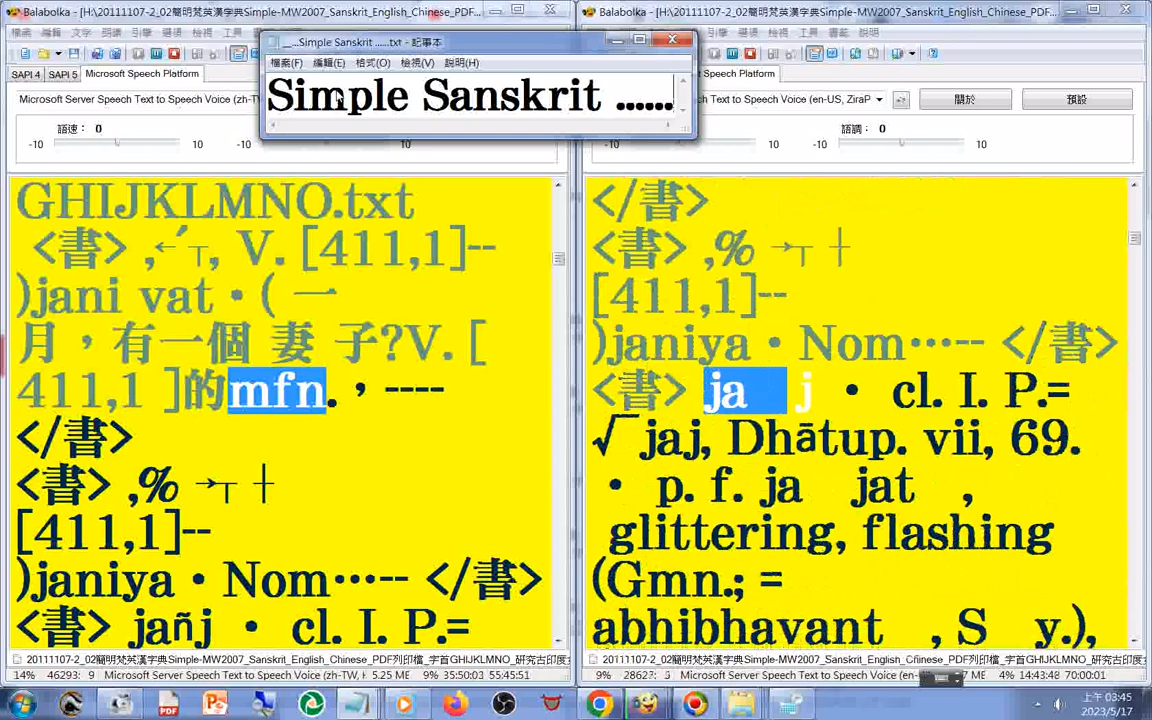 Balabolka - [H:\20111107-2_02簡明梵英漢字典Simple-MW2007_Sanskrit_English_Chinese_PDF...
Balabolka - [H:\20111107-2_02簡明梵英漢字典Simple-MW2007_Sanskrit_English_Chinese_PDF...
__...Simple Sanskrit ......txt - 記事本
檔案(F) 編輯(E) 格式(O) 檢視(V) 說明(H)
Simple Sanskrit ......
SAPI 4 SAPI 5 Microsoft Speech Platform
t Speech Platform
Microsoft Server Speech Text to Speech Voice (zh-TW
rosoft Server Speech Text to Speech Voice (en-US, ZiraP
關於 預設
語速： 0
語調： 0
-10 10 10
-10 10 -10 10
GHIJKLMNO.txt
<書> ,←´┬, V. [411,1]--
)jani vat•( 一
月，有一個 妻 子?V. [
411,1 ]的mfn.，----
</書>
<書> ,% →┬ ┼
[411,1]--
)janiya•Nom…-- </書>
<書> jañj • cl. I. P.=
</書>
<書> ,% →┬ ┼
[411,1]--
)janiya•Nom…-- </書>
<書> ja j • cl. I. P.=
√ jaj, Dhātup. vii, 69.
• p. f. ja jat ,
glittering, flashing
(Gmn.; =
abhibhavant , S y.),
20111107-2_02簡明梵英漢字典Simple-MW2007_Sanskrit_English_Chinese_PDF列印檔_字首GHIJKLMNO_研究古印度
20111107-2_02簡明梵英漢字典Simple-MW2007_Sanskrit_English_Chinese_PDF列印檔_字首GHIJKLMNO_研究古印度
14% 46293: 9 Microsoft Server Speech Text to Speech Voice (zh-TW, 5.25 ME 9% 35:50:03 55:45:51
9% 28627: 3 Microsoft Server Speech Text to Speech Voice 4% 14:43:48 70:00:01
上午 03:45
2023/5/17